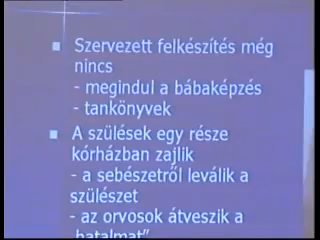 ▪ Szervezett felkészítés még
nincs
- megindul a bábaképzés
- tankönyvek
▪ A szülések egy része
kórházban zajlik
- a sebészetről leválik a
szülészet
- az orvosok átveszik a
hatalmat”